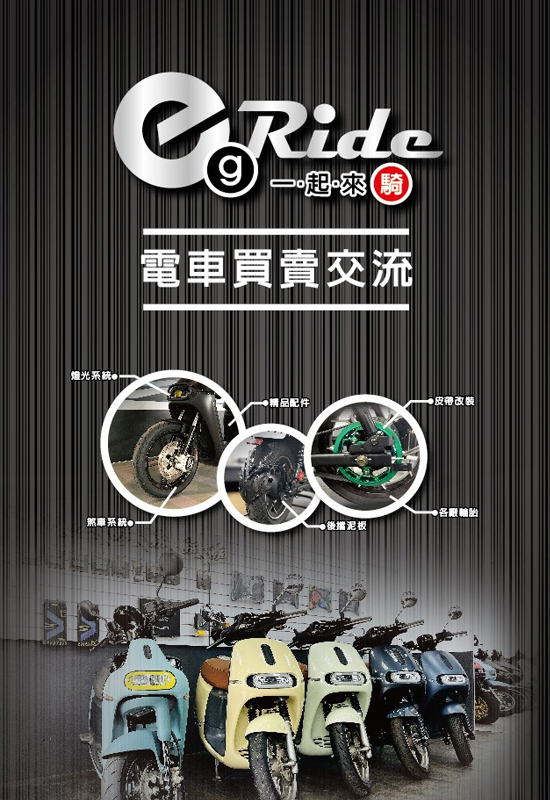 e Ride
g
一·起·來 騎
電車買賣交流
燈光系統
精品配件
皮帶改裝
煞車系統
後擋泥板
各廠輪胎